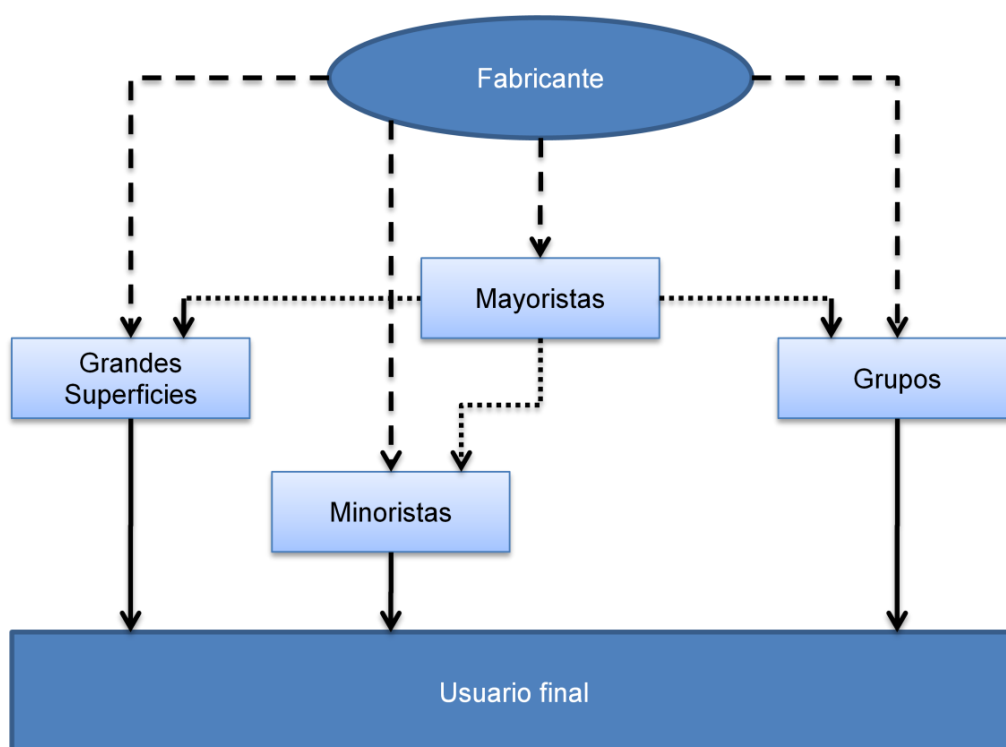 Fabricante
Mayoristas
Grandes
Superficies
Grupos
Minoristas
Usuario final